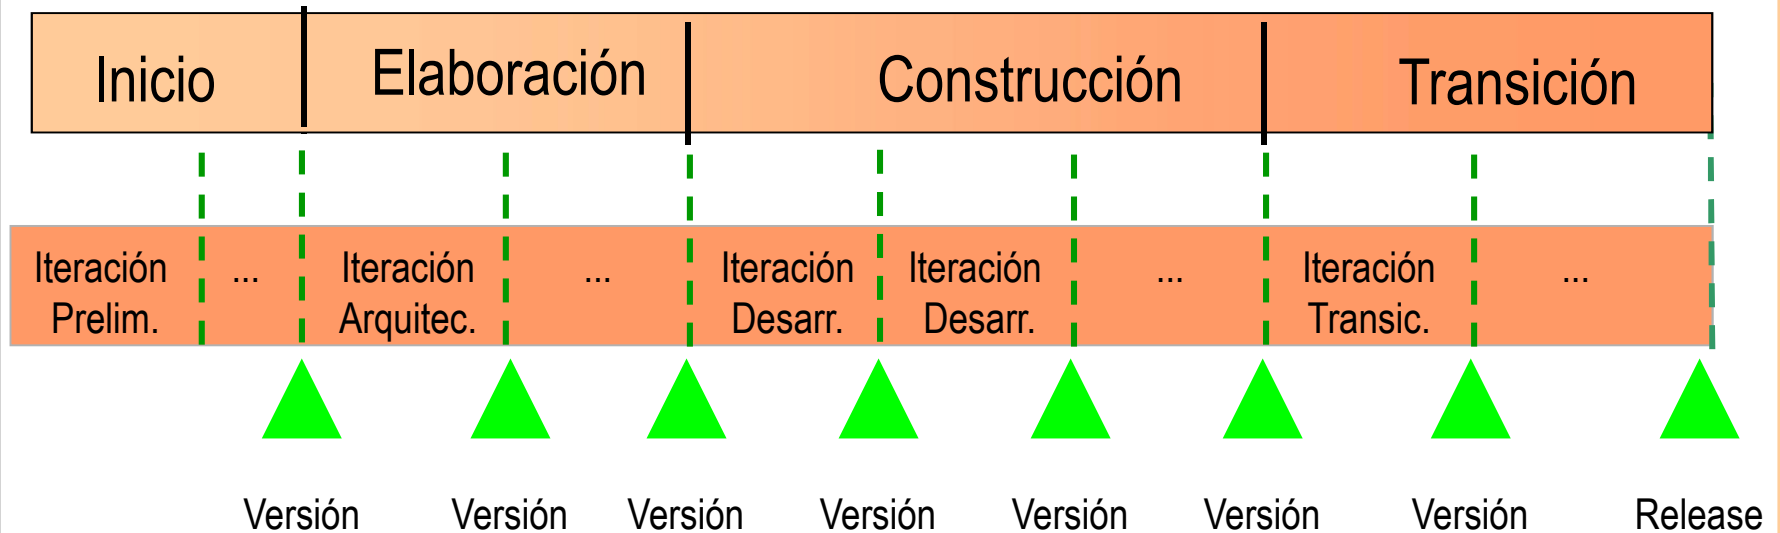 Inicio Elaboración Construcción Transición
Iteración ... Iteración ... Iteración Iteración ... Iteración ...
Prelim. Arquitec. Desarr. Desarr. Transic.
Versión Versión Versión Versión Versión Versión Versión Release